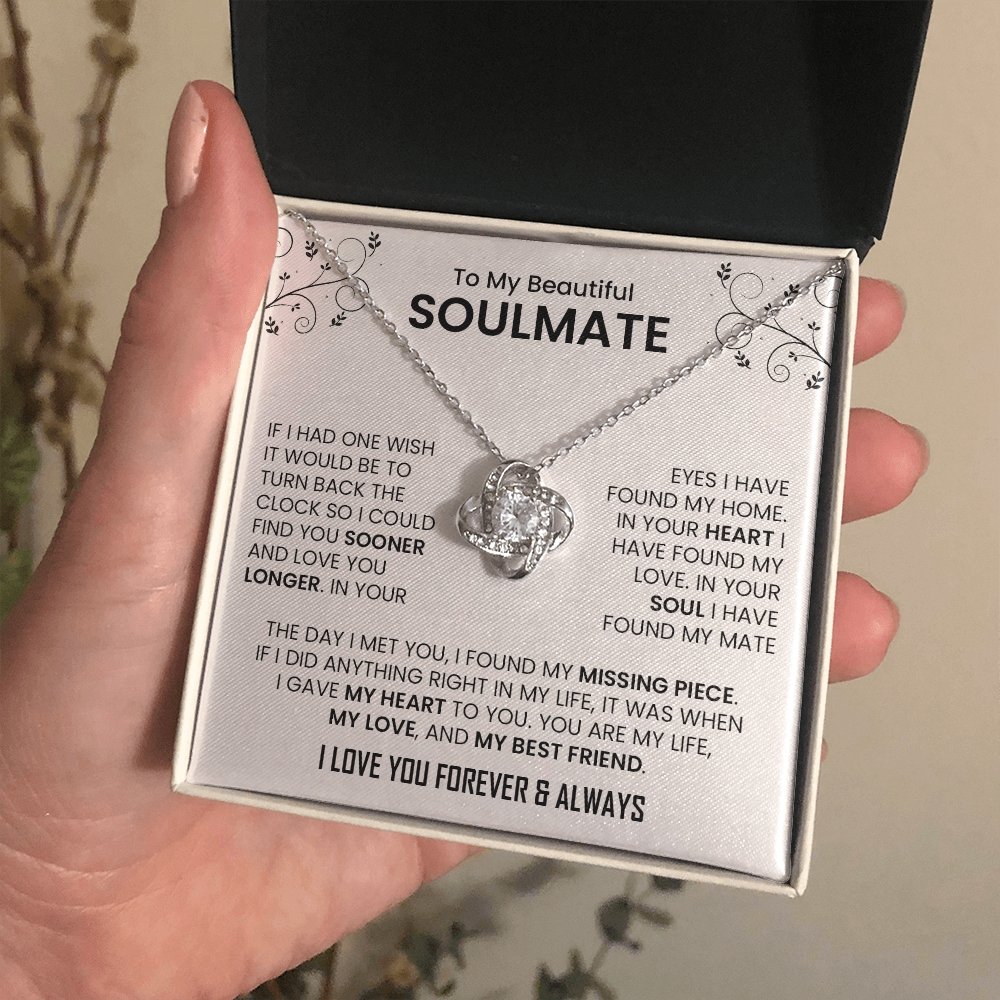 To My Beautiful
SOULMATE
IF I HAD ONE WISH
IT WOULD BE TO
TURN BACK THE
CLOCK SO I COULD
FIND YOU SOONER
AND LOVE YOU
LONGER. IN YOUR
EYES I HAVE
FOUND MY HOME.
IN YOUR HEART I
HAVE FOUND MY
LOVE. IN YOUR
SOUL I HAVE
FOUND MY MATE
THE DAY I MET YOU, I FOUND MY MISSING PIECE.
IF I DID ANYTHING RIGHT IN MY LIFE, IT WAS WHEN
I GAVE MY HEART TO YOU. YOU ARE MY LIFE,
MY LOVE, AND MY BEST FRIEND.
I LOVE YOU FOREVER & ALWAYS